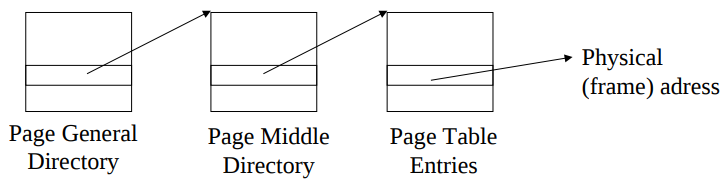 Page General
Directory
Page Middle
Directory
Page Table
Entries
Physical
(frame) adress